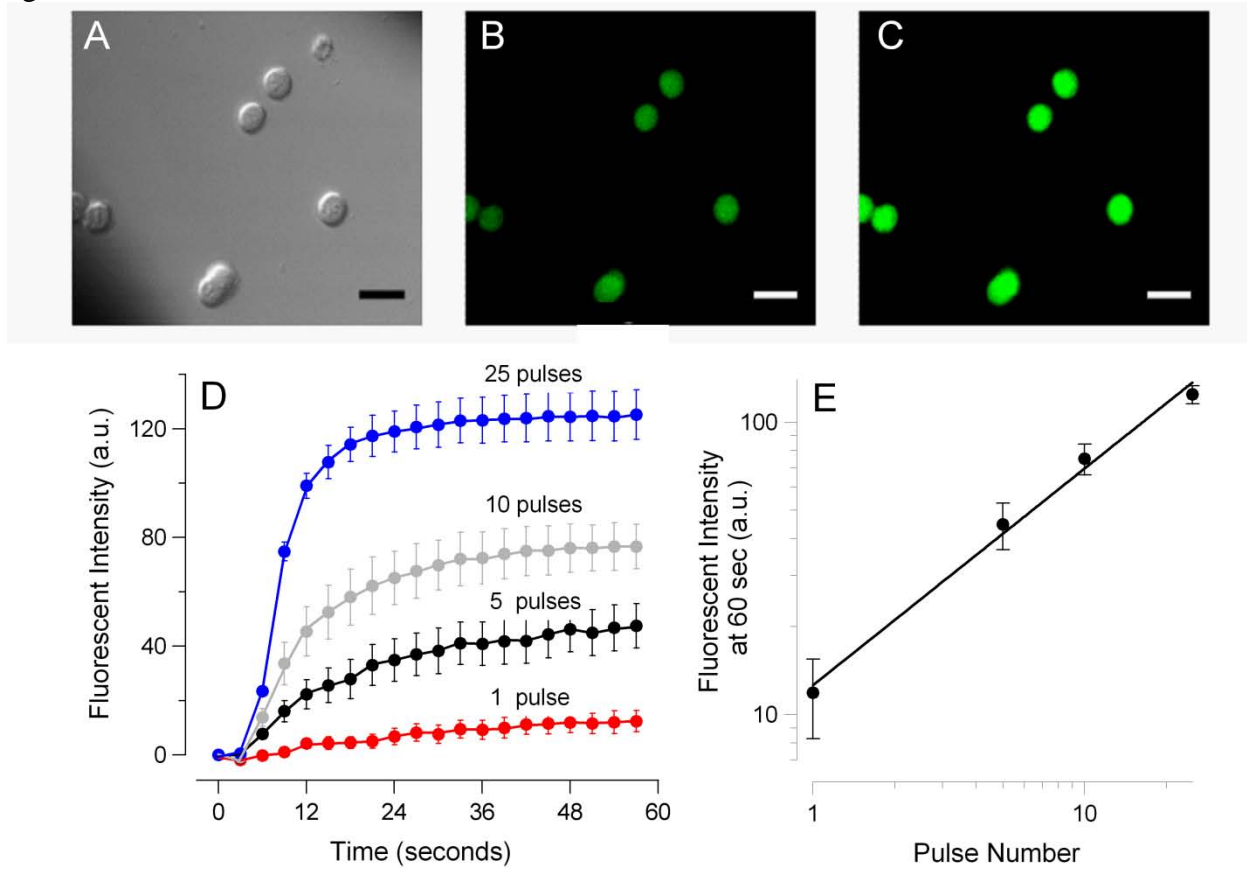 A
B
C
D
25 pulses
10 pulses
5 pulses
1 pulse
120
80
40
0
Fluorescent Intensity (a.u.)
0 12 24 36 48 60
Time (seconds)
E
100
10
Fluorescent Intensity
at 60 sec (a.u.)
1 10
Pulse Number